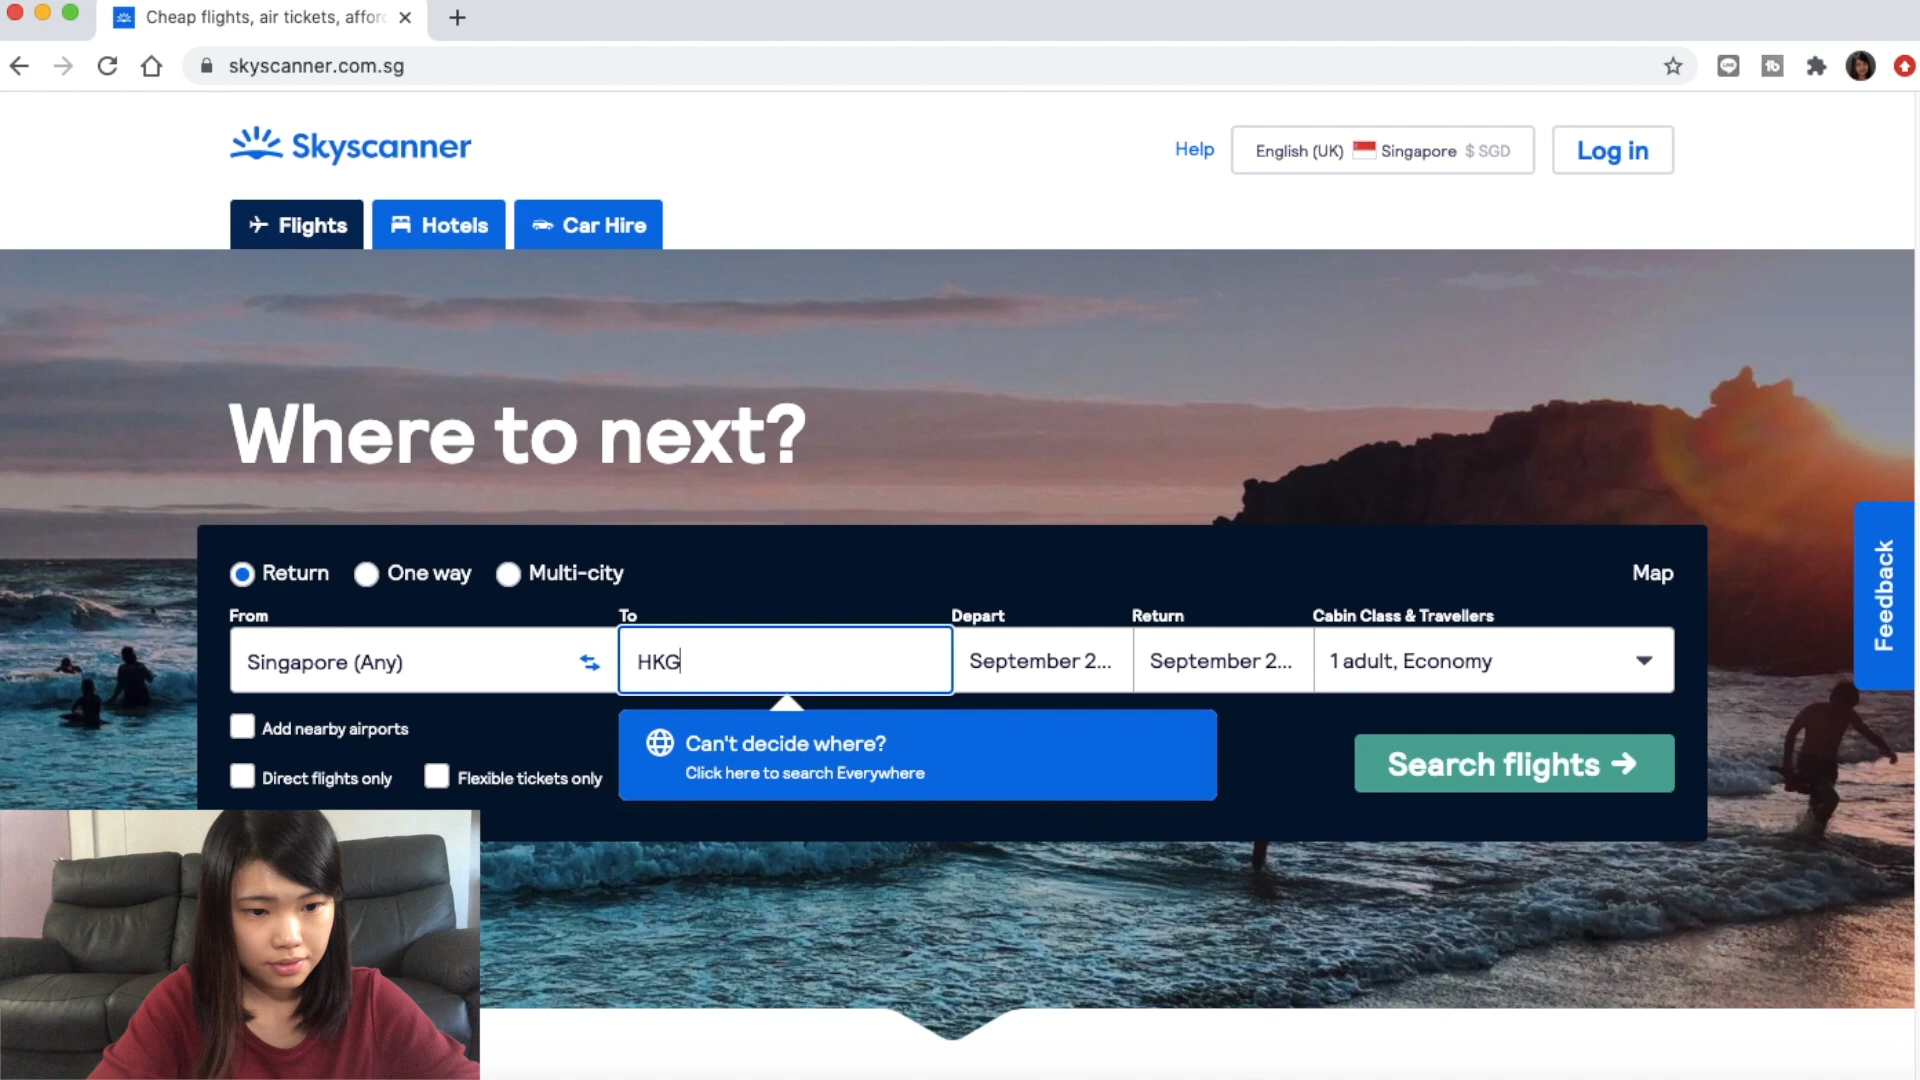 Cheap flights, air tickets, affor
skyscanner.com.sg
Skyscanner
Help
English (UK) Singapore $ SGD
Log in
Flights
Hotels
Car Hire
Where to next?
Return
One way
Multi-city
Map
From
To
Depart
Return
Cabin Class & Travellers
Singapore (Any)
HKG
September 2...
September 2...
1 adult, Economy
Add nearby airports
Can't decide where?
Click here to search Everywhere
Search flights
Direct flights only
Flexible tickets only
Feedback